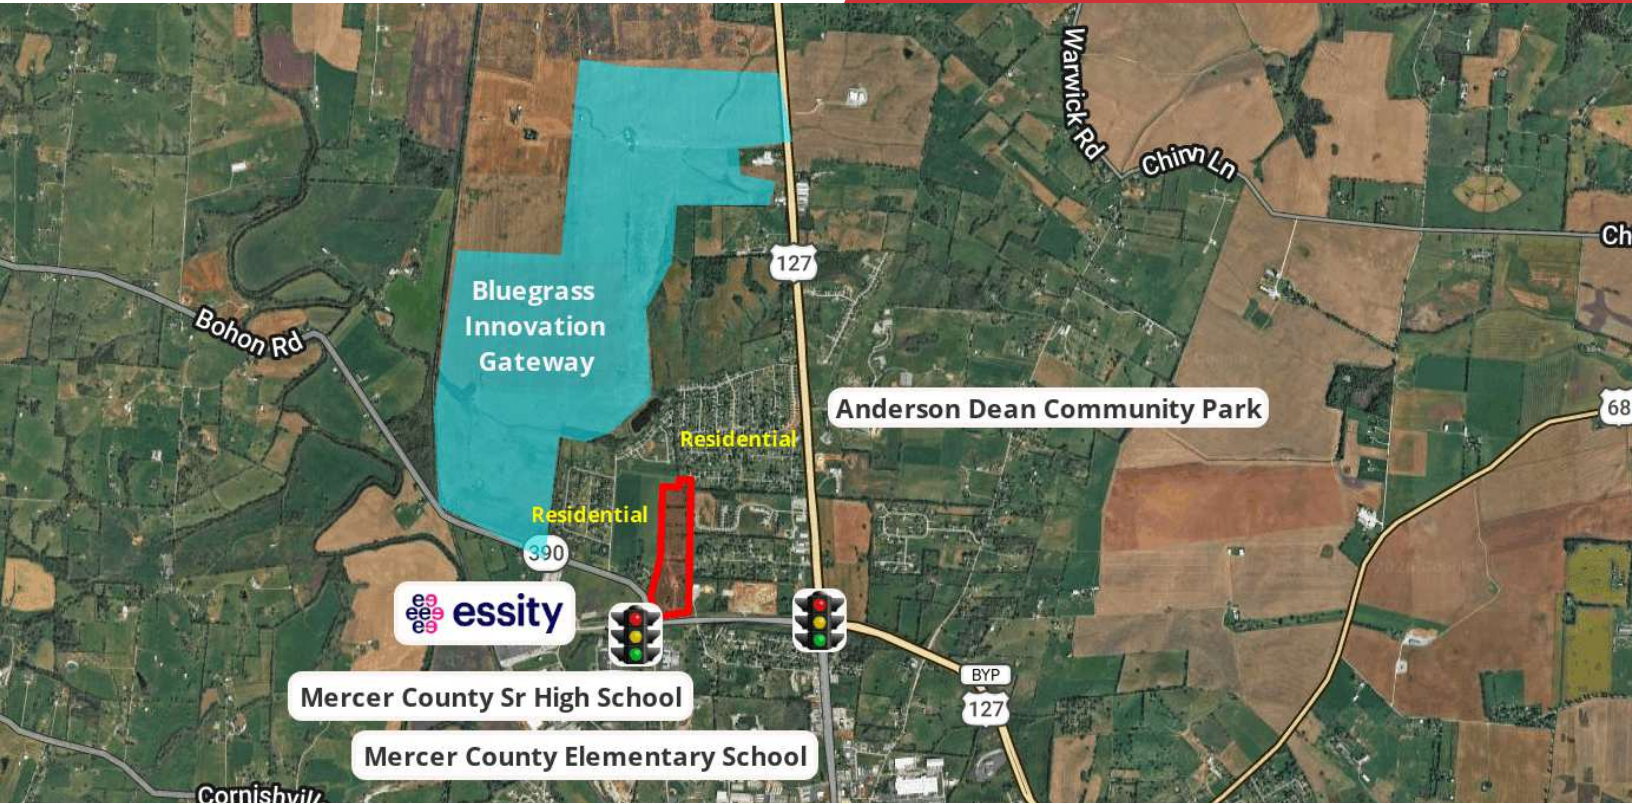 Warwick Rd
Chinn Ln
127
Bluegrass
Innovation
Gateway
Bohon Rd
Anderson Dean Community Park
68
Residential
Residential
390
essity
BYP
127
Mercer County Sr High School
Mercer County Elementary School